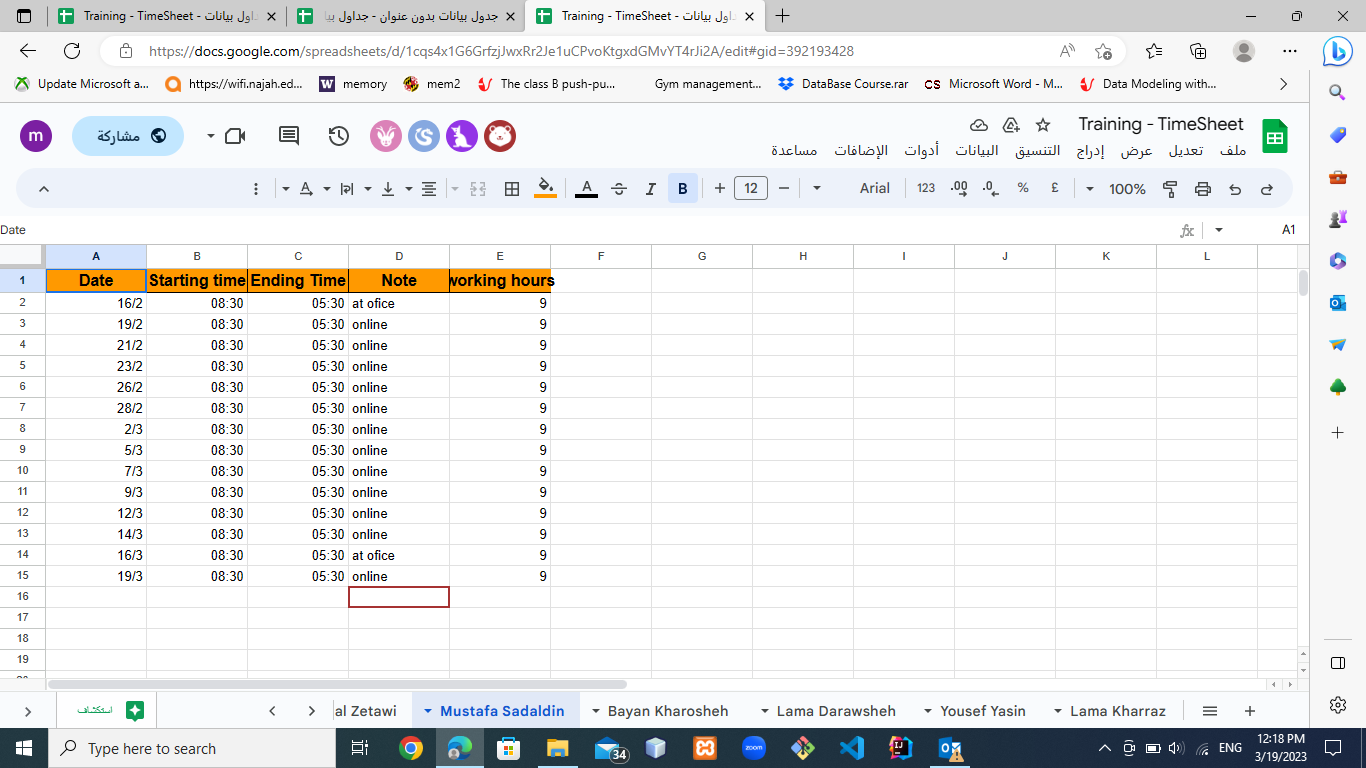 Training - TimeSheet - جداول بيانات
جدول بيانات بدون عنوان - جداول بيا
Training - TimeSheet - جداول بيانات
https://docs.google.com/spreadsheets/d/1cqs4x1G6GrfzjJwxRr2Je1uCPvoKtgxdGMvYT4rJi2A/edit#gid=392193428
Update Microsoft a... https://wifi.najah.ed... W memory mem2 The class B push-pu... Gym management... DataBase Course.rar CS Microsoft Word - M... Data Modeling with...
Training - TimeSheet
m مشاركة
ملف تعديل عرض إدراج التنسيق البيانات أدوات الإضافات مساعدة
A B 12 Arial 123 .00 .0 % £ 100%
Date fx A1
A B C D E F G H I J K L
1 Date Starting time Ending Time Note working hours
2 16/2 08:30 05:30 at ofice 9
3 19/2 08:30 05:30 online 9
4 21/2 08:30 05:30 online 9
5 23/2 08:30 05:30 online 9
6 26/2 08:30 05:30 online 9
7 28/2 08:30 05:30 online 9
8 2/3 08:30 05:30 online 9
9 5/3 08:30 05:30 online 9
10 7/3 08:30 05:30 online 9
11 9/3 08:30 05:30 online 9
12 12/3 08:30 05:30 online 9
13 14/3 08:30 05:30 online 9
14 16/3 08:30 05:30 at ofice 9
15 19/3 08:30 05:30 online 9
16
17
18
19
استكشاف al Zetawi Mustafa Sadaldin Bayan Kharosheh Lama Darawsheh Yousef Yasin Lama Kharraz
Type here to search 34 zoom ENG 12:18 PM
3/19/2023